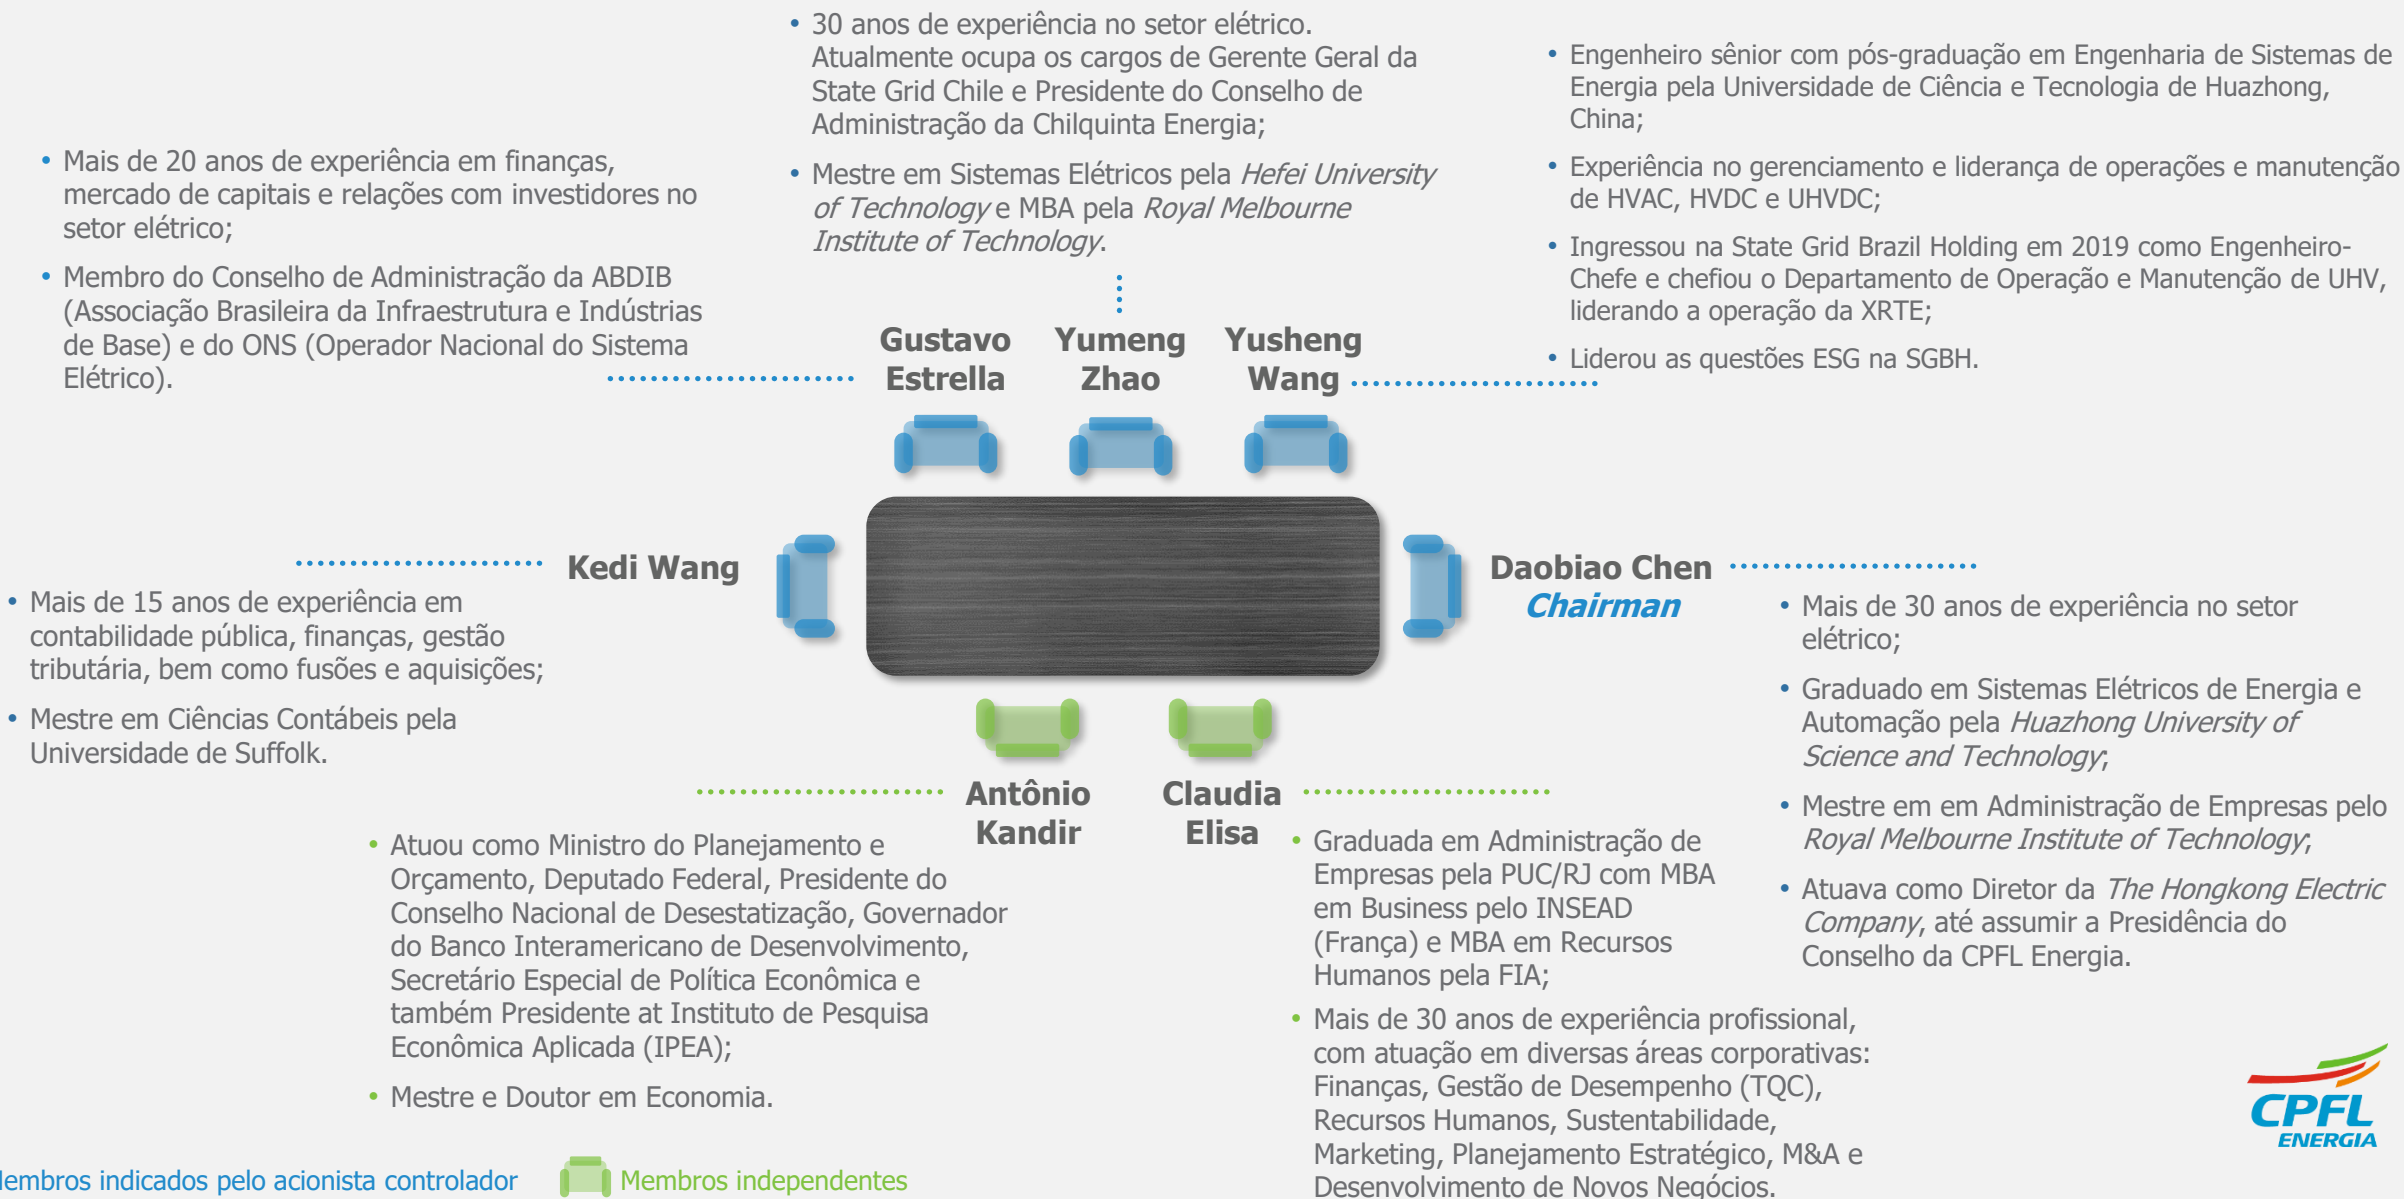 • 30 anos de experiência no setor elétrico.
Atualmente ocupa os cargos de Gerente Geral da
State Grid Chile e Presidente do Conselho de
Administração da Chilquinta Energia;
• Mestre em Sistemas Elétricos pela Hefei University
of Technology e MBA pela Royal Melbourne
Institute of Technology.
• Engenheiro sênior com pós-graduação em Engenharia de Sistemas de
Energia pela Universidade de Ciência e Tecnologia de Huazhong,
China;
• Experiência no gerenciamento e liderança de operações e manutenção
de HVAC, HVDC e UHVDC;
• Ingressou na State Grid Brazil Holding em 2019 como Engenheiro-
Chefe e chefiou o Departamento de Operação e Manutenção de UHV,
liderando a operação da XRTE;
• Liderou as questões ESG na SGBH.
• Mais de 20 anos de experiência em finanças,
mercado de capitais e relações com investidores no
setor elétrico;
• Membro do Conselho de Administração da ABDIB
(Associação Brasileira da Infraestrutura e Indústrias
de Base) e do ONS (Operador Nacional do Sistema
Elétrico).
Gustavo
Estrella
Yumeng
Zhao
Yusheng
Wang
Kedi Wang
• Mais de 15 anos de experiência em
contabilidade pública, finanças, gestão
tributária, bem como fusões e aquisições;
• Mestre em Ciências Contábeis pela
Universidade de Suffolk.
Daobiao Chen
Chairman
• Mais de 30 anos de experiência no setor
elétrico;
• Graduado em Sistemas Elétricos de Energia e
Automação pela Huazhong University of
Science and Technology;
• Mestre em em Administração de Empresas pelo
Royal Melbourne Institute of Technology;
• Atuava como Diretor da The Hongkong Electric
Company, até assumir a Presidência do
Conselho da CPFL Energia.
Antônio
Kandir
• Atuou como Ministro do Planejamento e
Orçamento, Deputado Federal, Presidente do
Conselho Nacional de Desestatização, Governador
do Banco Interamericano de Desenvolvimento,
Secretário Especial de Política Econômica e
também Presidente at Instituto de Pesquisa
Econômica Aplicada (IPEA);
• Mestre e Doutor em Economia.
Claudia
Elisa
• Graduada em Administração de
Empresas pela PUC/RJ com MBA
em Business pelo INSEAD
(França) e MBA em Recursos
Humanos pela FIA;
• Mais de 30 anos de experiência profissional,
com atuação em diversas áreas corporativas:
Finanças, Gestão de Desempenho (TQC),
Recursos Humanos, Sustentabilidade,
Marketing, Planejamento Estratégico, M&A e
Desenvolvimento de Novos Negócios.
CPFL
ENERGIA
embros indicados pelo acionista controlador
Membros independentes